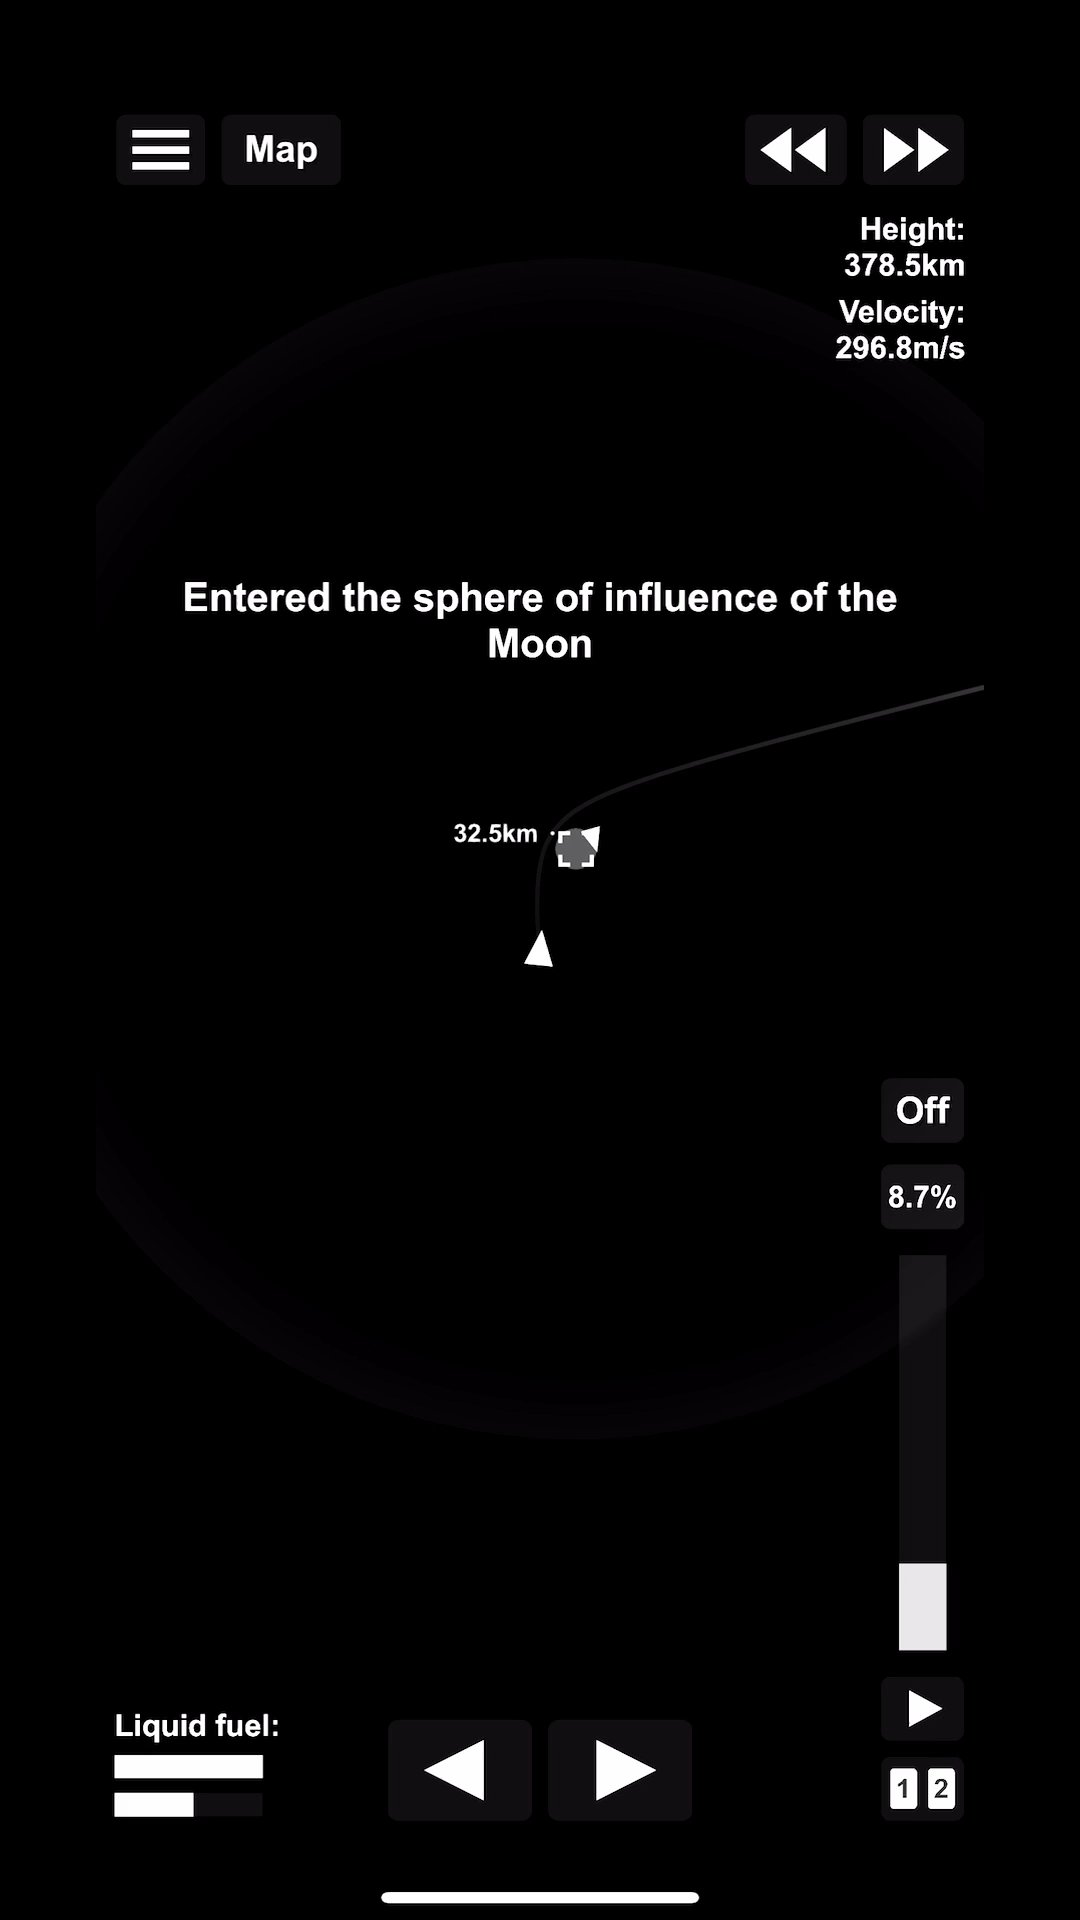 Map
Height:
378.5km
Velocity:
296.8m/s
Entered the sphere of influence of the
Moon
32.5km
Off
8.7%
Liquid fuel:
1 2